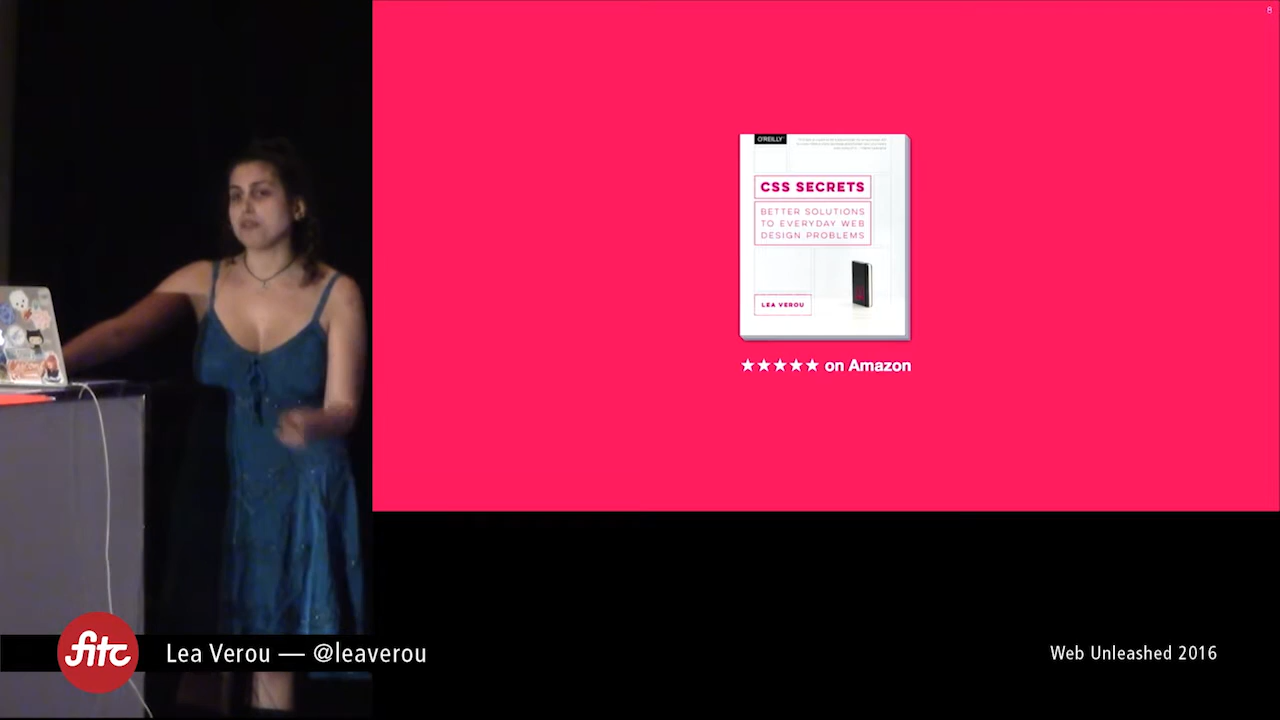 8
O'REILLY
CSS SECRETS
BETTER SOLUTIONS
TO EVERYDAY WEB
DESIGN PROBLEMS
LEA VEROU
★★★★★ on Amazon
fitc
Lea Verou — @leaverou
Web Unleashed 2016